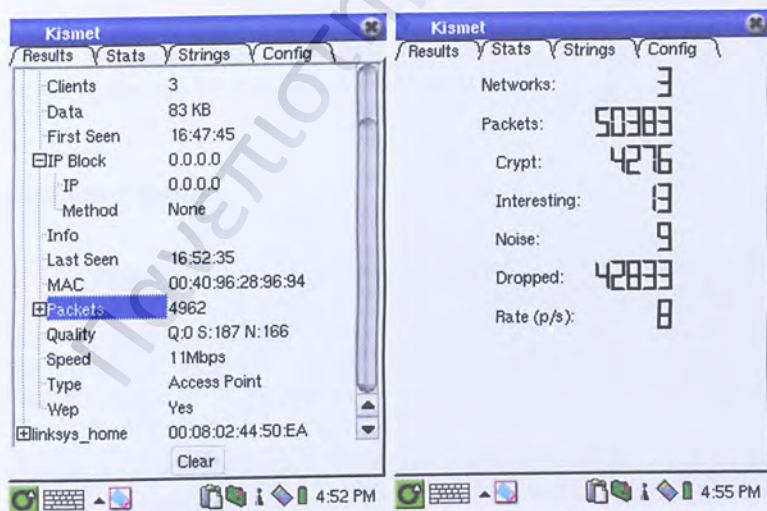 Kismet
Results Stats Strings Config
Clients 3
Data 83 KB
First Seen 16:47:45
IP Block 0.0.0.0
IP 0.0.0.0
Method None
Info
Last Seen 16:52:35
MAC 00:40:96:28:96:94
Packets 4962
Quality Q:0 S:187 N:166
Speed 11Mbps
Type Access Point
Wep Yes
linksys_home 00:08:02:44:50:EA
Clear
4:52 PM
Kismet
Results Stats Strings Config
Networks: 3
Packets: 50383
Crypt: 4276
Interesting: 13
Noise: 9
Dropped: 42833
Rate (p/s): 8
4:55 PM